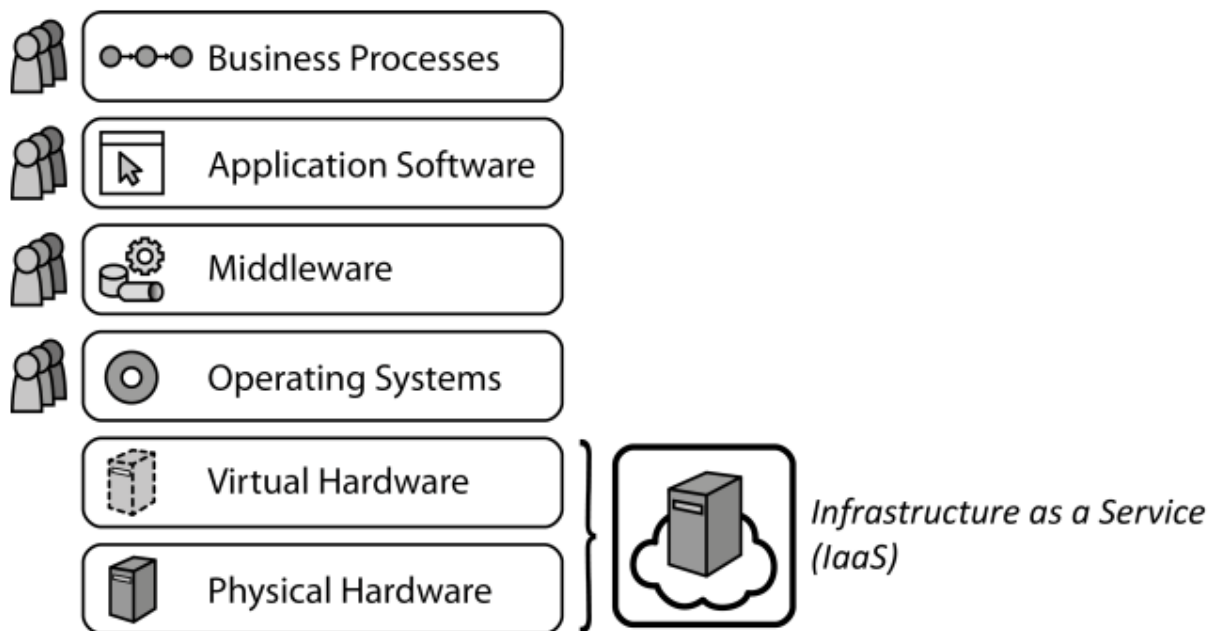 Business Processes
Application Software
Middleware
Operating Systems
Virtual Hardware
Infrastructure as a Service
(IaaS)
Physical Hardware